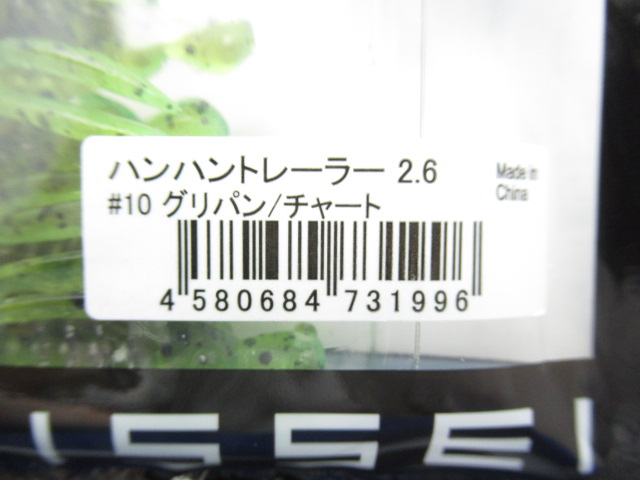 ハンハントレーラー 2.6
Made in
China
#10 グリパン/チャート
4 580684 731996
ISSEI